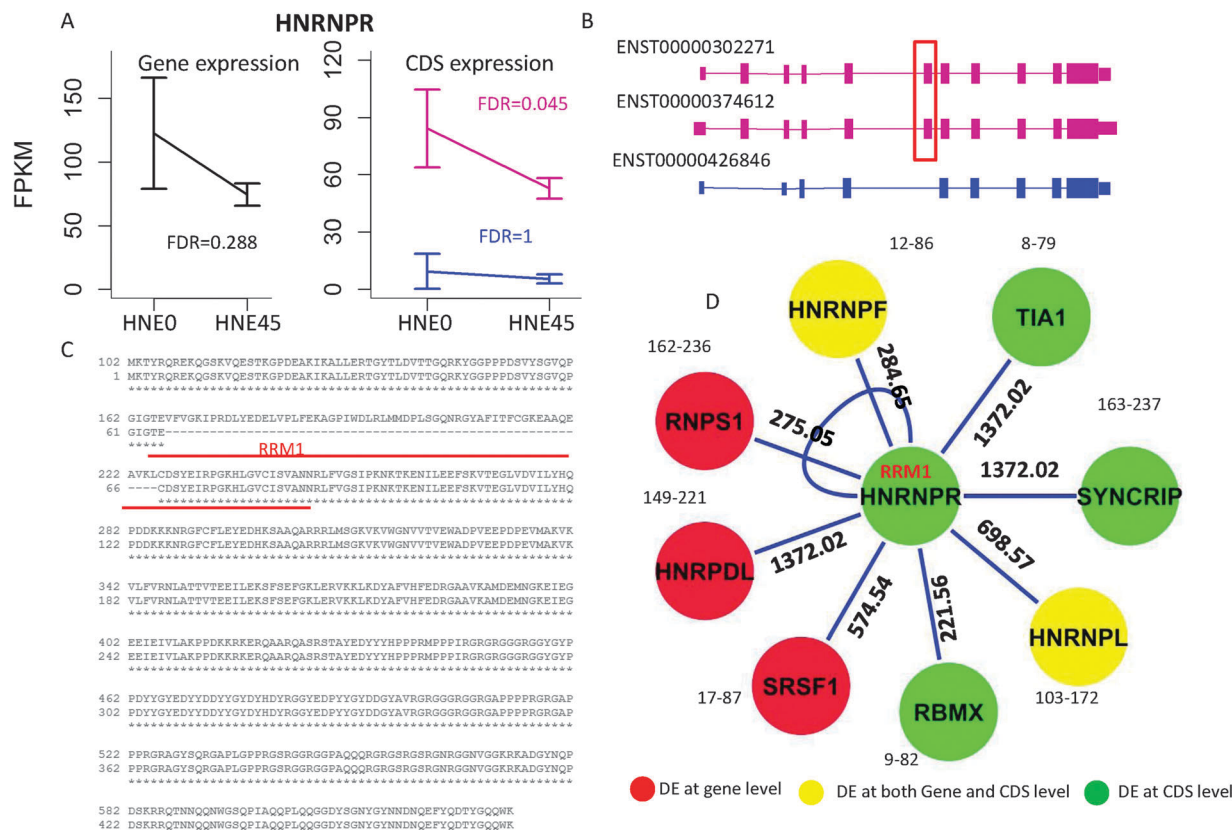 A
HNRNPR
Gene expression
CDS expression
FPKM
0 50 100 150
0 30 60 90 120
FDR=0.288
FDR=0.045
FDR=1
HNE0 HNE45
HNE0 HNE45
B
ENST00000302271
ENST00000374612
ENST00000426846
C
102 MKTYRQREKQGSKVQESTKGPDEAKIKALLERTGYTLDVTTGQRKYGGPPPDSVYSGVQP
1 MKTYRQREKQGSKVQESTKGPDEAKIKALLERTGYTLDVTTGQRKYGGPPPDSVYSGVQP
************************************************************
162 GIGTEVFVGKIPRDLYEDELVPLFEKAGPIWDLRLMMDPLSGQNRGYAFITFCGKEAAQE
61 GIGTE-------------------------------------------------------
*****
RRM1
222 AVKLCDSYEIRPGKHLGVCISVANNRLFVGSIPKNKTKENILEEFSKVTEGLVDVILYHQ
66 ----CDSYEIRPGKHLGVCISVANNRLFVGSIPKNKTKENILEEFSKVTEGLVDVILYHQ
********************************************************
282 PDDKKKNRGFCFLEYEDHKSAAQARRRLMSGKVKVWGNVVTVEWADPVEEPDPEVMAKVK
122 PDDKKKNRGFCFLEYEDHKSAAQARRRLMSGKVKVWGNVVTVEWADPVEEPDPEVMAKVK
************************************************************
342 VLFVRNLATTVTEEILEKSFSEFGKLERVKKLKDYAFVHFEDRGAAVKAMDEMNGKEIEG
182 VLFVRNLATTVTEEILEKSFSEFGKLERVKKLKDYAFVHFEDRGAAVKAMDEMNGKEIEG
************************************************************
402 EEIEIVLAKPPDKKRKERQAARQASRSTAYEDYYYHPPPRMPPPIRGRGRGGGRGGYGYP
242 EEIEIVLAKPPDKKRKERQAARQASRSTAYEDYYYHPPPRMPPPIRGRGRGGGRGGYGYP
************************************************************
462 PDYYGYEDYYDDYYGYDYHDYRGGYEDPYYGYDDGYAVRGRGGGRGGRGAPPPPRGRGAP
302 PDYYGYEDYYDDYYGYDYHDYRGGYEDPYYGYDDGYAVRGRGGGRGGRGAPPPPRGRGAP
************************************************************
522 PPRGRAGYSQRGAPLGPPRGSRGGRGGPAQQQRGRGSRGSRGNRGGNVGGKRKADGYNQP
362 PPRGRAGYSQRGAPLGPPRGSRGGRGGPAQQQRGRGSRGSRGNRGGNVGGKRKADGYNQP
************************************************************
582 DSKRRQTNNQQNWGSQPIAQQPLQQGGDYSGNYGYNNDNQEFYQDTYGQQWK
422 DSKRRQTNNQQNWGSQPIAQQPLQQGGDYSGNYGYNNDNQEFYQDTYGQQWK
D
12-86
8-79
HNRNPF
TIA1
162-236
RNPS1
163-237
SYNCRIP
149-221
HNRPDL
RRM1
HNRNPR
17-87
SRSF1
9-82
RBMX
103-172
HNRNPL
284.65
275.05
1372.02
1372.02
1372.02
698.57
574.54
221.56
DE at gene level
DE at both Gene and CDS level
DE at CDS level